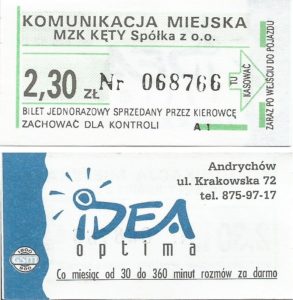 KOMUNIKACJA MIEJSKA
MZK KĘTY Spółka z o.o.
2,30 ZŁ Nr 068766
TU KASOWAĆ
ZARAZ PO WEJŚCIU DO POJAZDU
BILET JEDNORAZOWY SPRZEDANY PRZEZ KIEROWCĘ
ZACHOWAĆ DLA KONTROLI A 1
Andrychów
ul. Krakowska 72
tel. 875-97-17
iDEA
optima
GSM
Co miesiąc od 30 do 360 minut rozmów za darmo